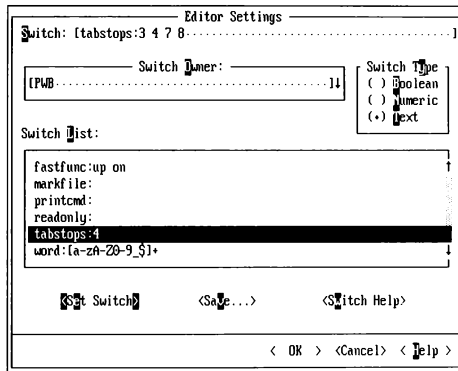 Editor Settings
Switch: [tabstops:3 4 7 8·······································]
Switch Owner:
[PWB·······································]↓
Switch Type
( ) Boolean
( ) Numeric
(•) Text
Switch List:
fastfunc:up on
markfile:
printcmd:
readonly:
tabstops:4
word:[a-zA-Z0-9_$]+
<Set Switch> <Save...> <Switch Help>
< OK > <Cancel> < Help >